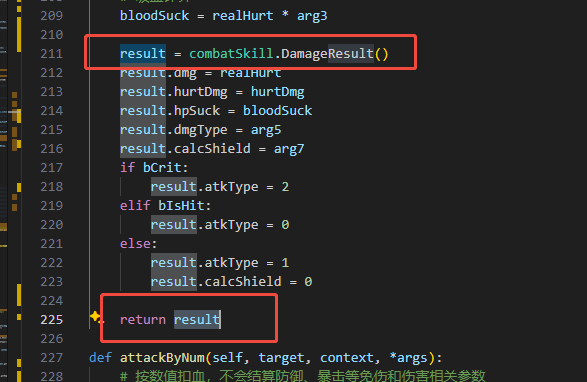 209 bloodSuck = realHurt * arg3
210
211 result = combatSkill.DamageResult()
212 result.dmg = realHurt
213 result.hurtDmg = hurtDmg
214 result.hpSuck = bloodSuck
215 result.dmgType = arg5
216 result.calcShield = arg7
217 if bCrit:
218 result.atkType = 2
219 elif bIsHit:
220 result.atkType = 0
221 else:
222 result.atkType = 1
223 result.calcShield = 0
224
225 return result
226
227 def attackByNum(self, target, context, *args):
228 # 按数值扣血，不会结算防御、暴击等免伤和伤害相关参数